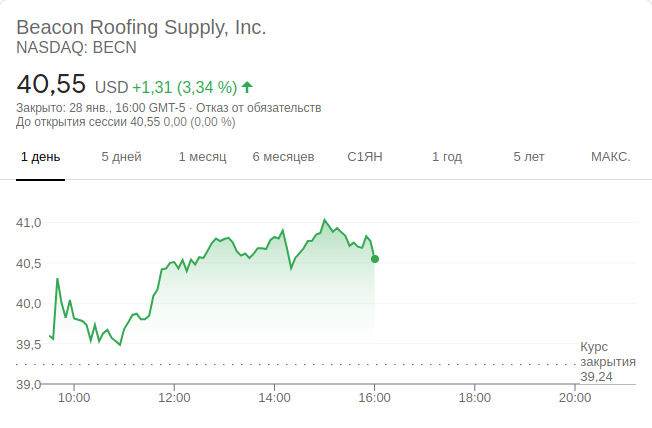 Beacon Roofing Supply, Inc.
NASDAQ: BECN
40,55 USD +1,31 (3,34 %)
Закрыто: 28 янв., 16:00 GMT-5 · Отказ от обязательств
До открытия сессии 40,55 0,00 (0,00 %)
1 день 5 дней 1 месяц 6 месяцев С1ЯН 1 год 5 лет МАКС.
41,0
40,5
40,0
39,5
Курс
закрытия
39,24
39,0
10:00 12:00 14:00 16:00 18:00 20:00